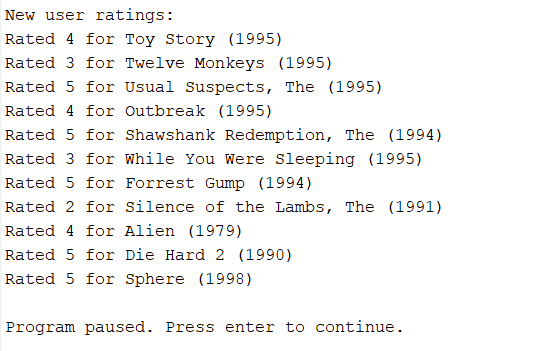 New user ratings:
Rated 4 for Toy Story (1995)
Rated 3 for Twelve Monkeys (1995)
Rated 5 for Usual Suspects, The (1995)
Rated 4 for Outbreak (1995)
Rated 5 for Shawshank Redemption, The (1994)
Rated 3 for While You Were Sleeping (1995)
Rated 5 for Forrest Gump (1994)
Rated 2 for Silence of the Lambs, The (1991)
Rated 4 for Alien (1979)
Rated 5 for Die Hard 2 (1990)
Rated 5 for Sphere (1998)
Program paused. Press enter to continue.